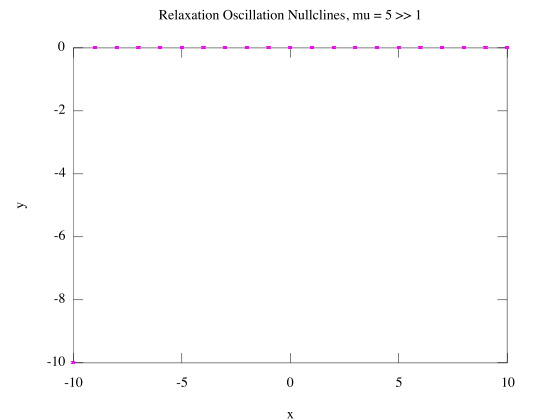 Relaxation Oscillation Nullclines, mu = 5 >> 1
0
-2
-4
-6
-8
-10
y
-10 -5 0 5 10
x